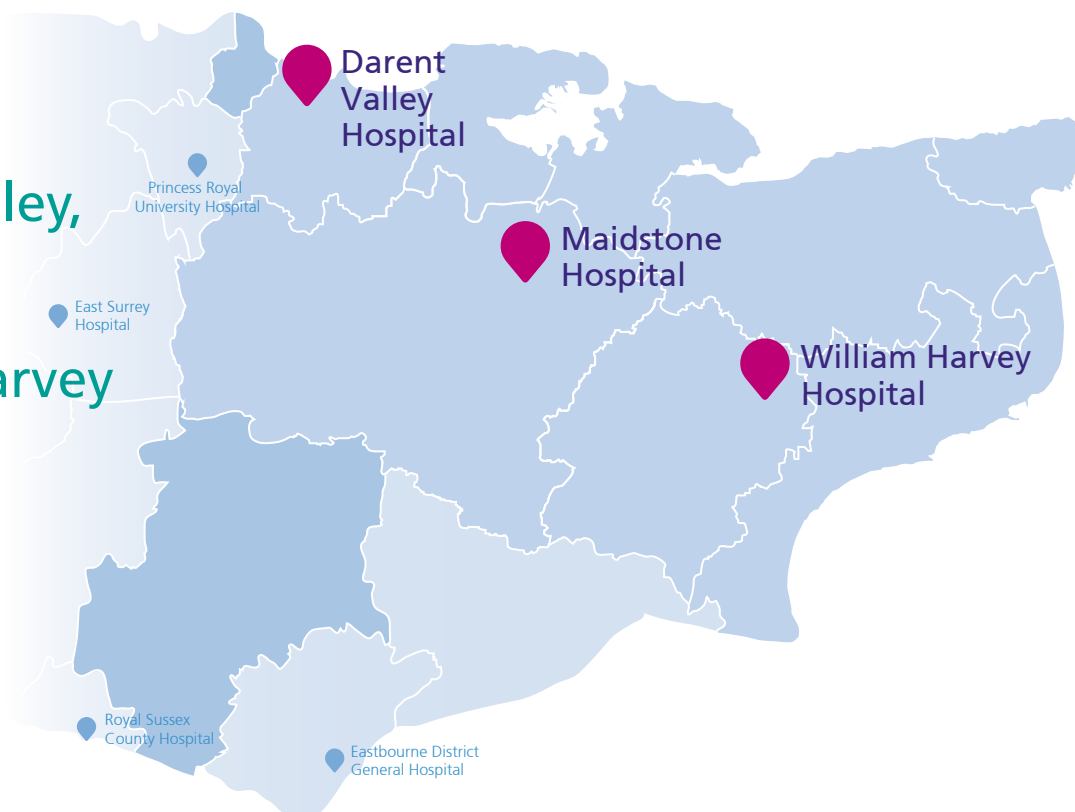 Darent
Valley
Hospital
Princess Royal
University Hospital
ley,
Maidstone
Hospital
East Surrey
Hospital
arvey
William Harvey
Hospital
Royal Sussex
County Hospital
Eastbourne District
General Hospital